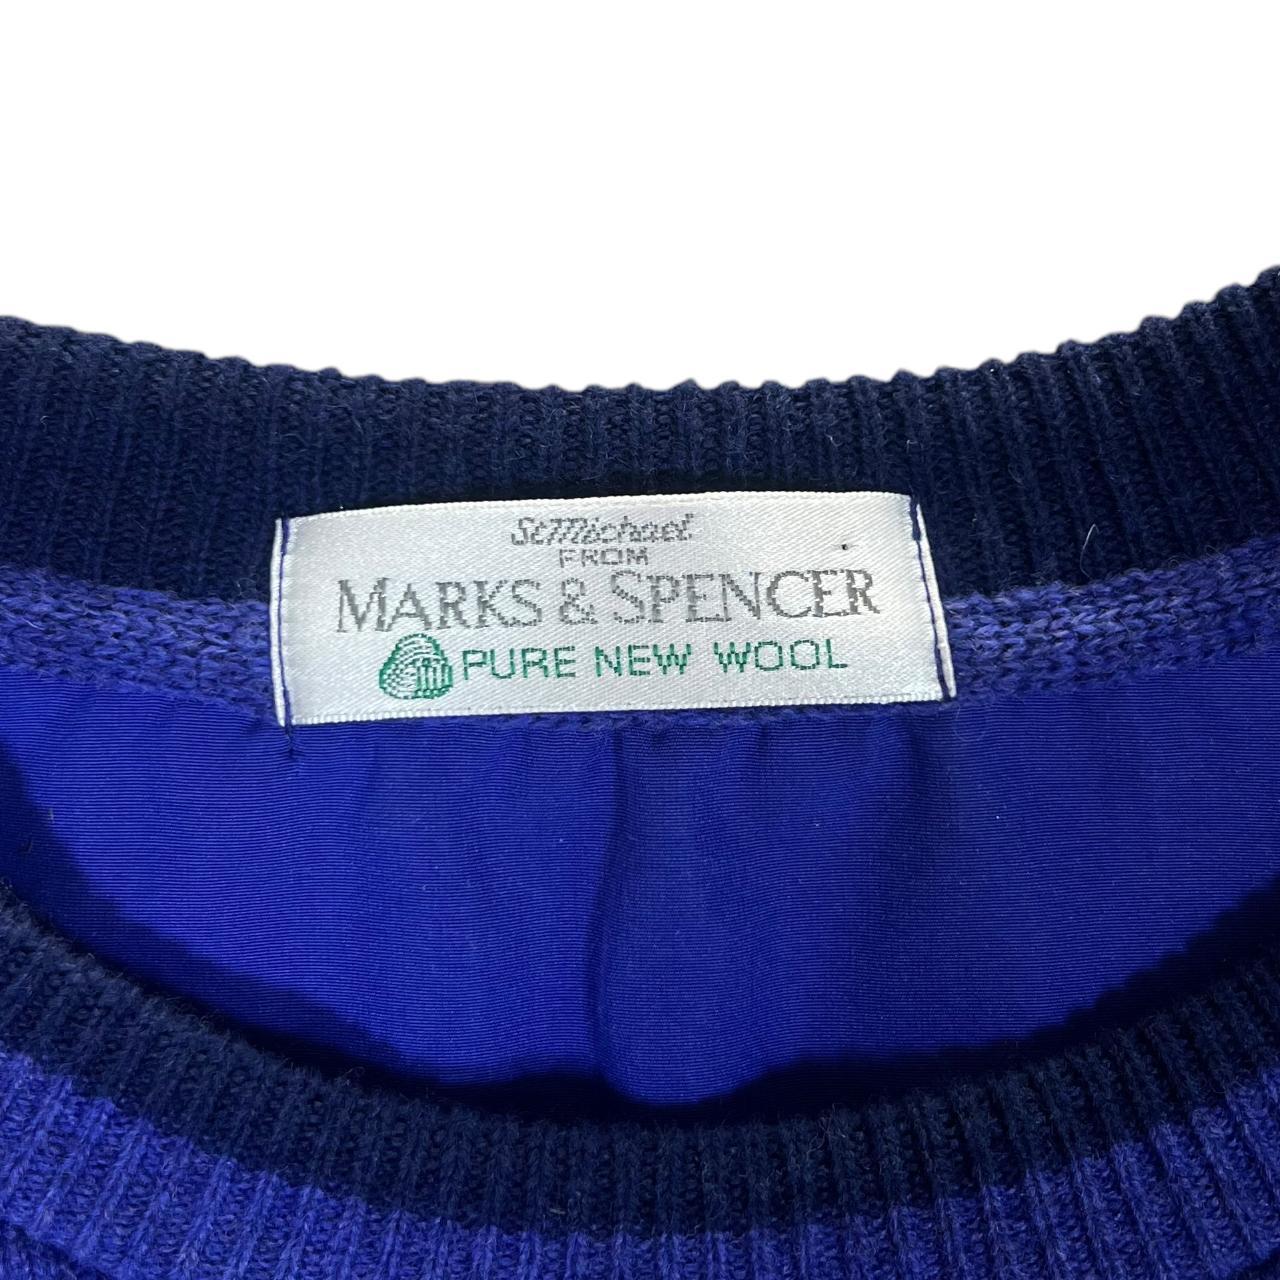 StMichael
FROM
MARKS & SPENCER
PURE NEW WOOL